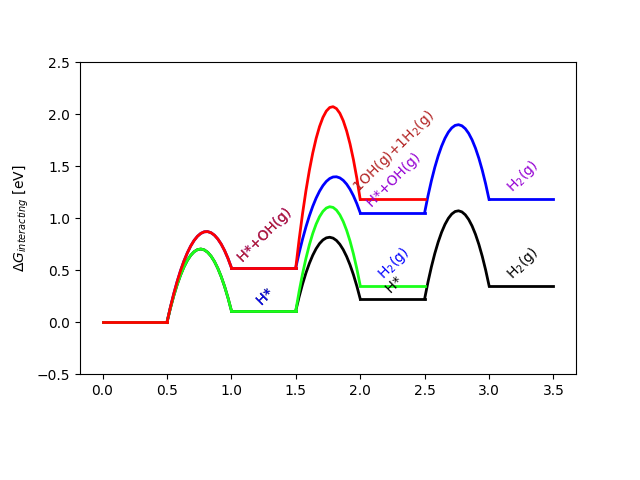 2.5
2.0
1.5
1.0
0.5
0.0
−0.5
ΔG_interacting [eV]
H*+OH(g)
H*
2OH(g)+1H₂(g)
H*+OH(g)
H₂(g)
H*
H₂(g)
H₂(g)
0.0 0.5 1.0 1.5 2.0 2.5 3.0 3.5